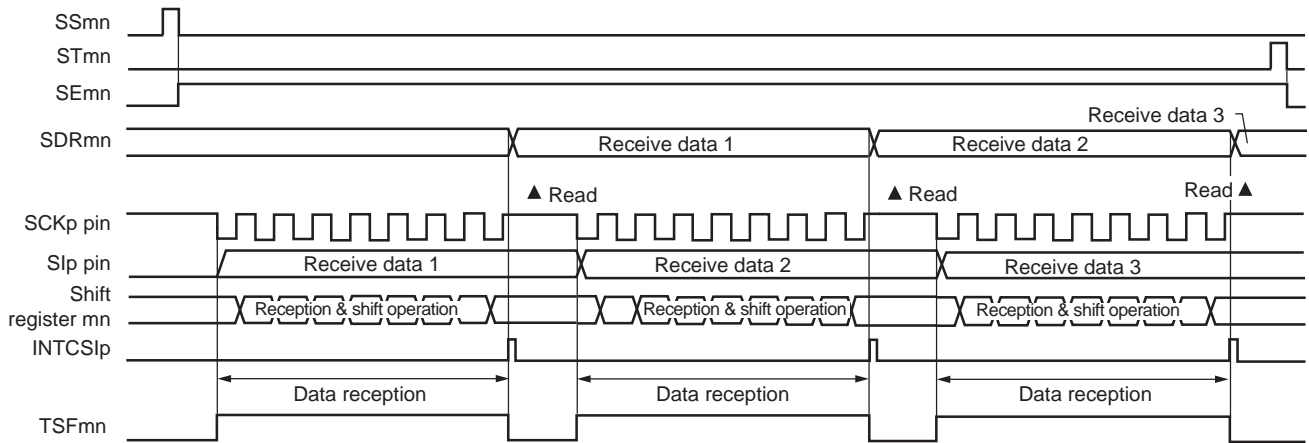 SSmn
STmn
SEmn
Receive data 3
SDRmn Receive data 1 Receive data 2
▲ Read ▲ Read Read ▲
SCKp pin
SIp pin Receive data 1 Receive data 2 Receive data 3
Shift
register mn Reception & shift operation Reception & shift operation Reception & shift operation
INTCSIp
Data reception Data reception Data reception
TSFmn